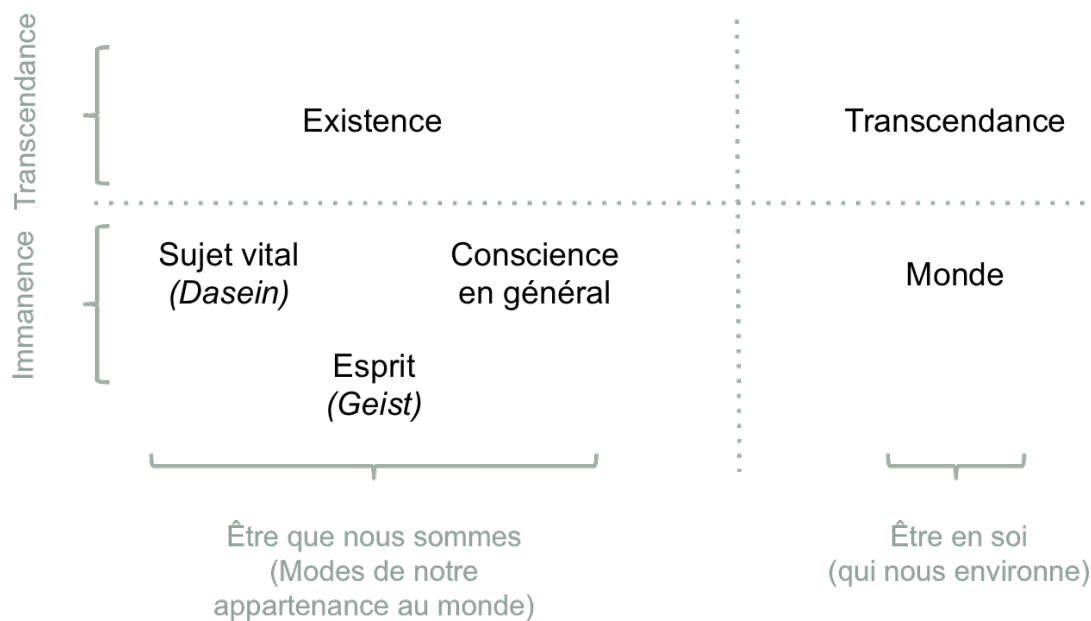 Transcendance
Existence
Transcendance
Immanence
Sujet vital
(Dasein)
Conscience
en général
Monde
Esprit
(Geist)
Être que nous sommes
(Modes de notre
appartenance au monde)
Être en soi
(qui nous environne)